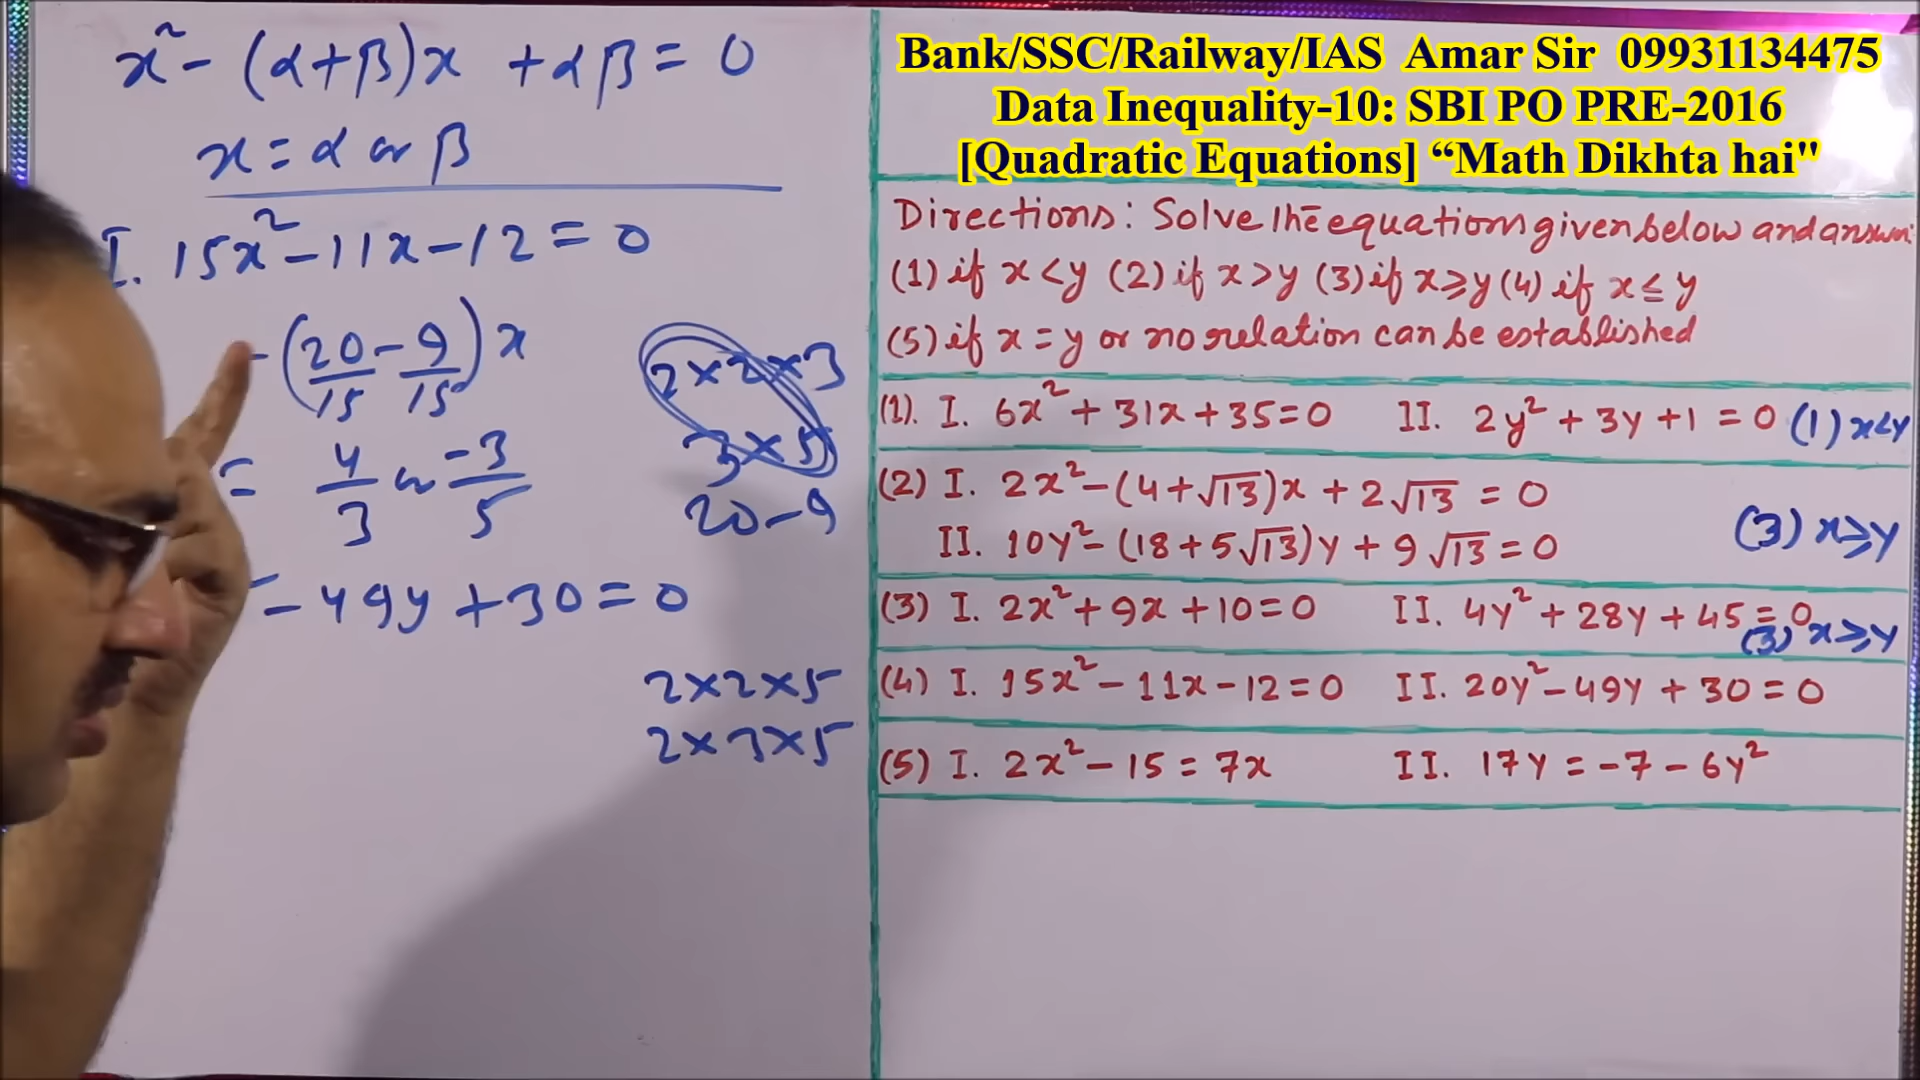 x² - (α+β)x + αβ = 0
x = α or β
I. 15x² - 11x - 12 = 0
- (20/15 - 9/15) x
2×2×3
3×5
= 4/3 or -3/5
20-9
- 49y + 30 = 0
2×2×5
2×3×5
Bank/SSC/Railway/IAS Amar Sir 09931134475
Data Inequality-10: SBI PO PRE-2016
[Quadratic Equations] “Math Dikhta hai"
Directions: Solve the equations given below and answer:
(1) if x < y (2) if x > y (3) if x ≥ y (4) if x ≤ y
(5) if x = y or no relation can be established
(1). I. 6x² + 31x + 35 = 0 II. 2y² + 3y + 1 = 0 (1) x<y
(2) I. 2x² - (4+√13)x + 2√13 = 0
II. 10y² - (18+5√13)y + 9√13 = 0 (3) x≥y
(3) I. 2x² + 9x + 10 = 0 II. 4y² + 28y + 45 = 0
(3) x≥y
(4) I. 15x² - 11x - 12 = 0 II. 20y² - 49y + 30 = 0
(5) I. 2x² - 15 = 7x II. 17y = -7 - 6y²